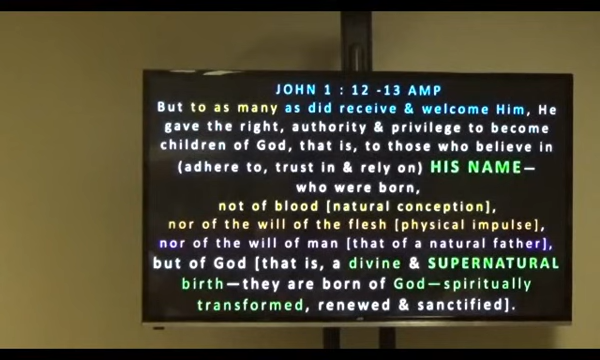 JOHN 1 : 12 -13 AMP
But to as many as did receive & welcome Him, He
gave the right, authority & privilege to become
children of God, that is, to those who believe in
(adhere to, trust in & rely on) HIS NAME—
who were born,
not of blood [natural conception],
nor of the will of the flesh [physical impulse],
nor of the will of man [that of a natural father],
but of God [that is, a divine & SUPERNATURAL
birth—they are born of God—spiritually
transformed, renewed & sanctified].